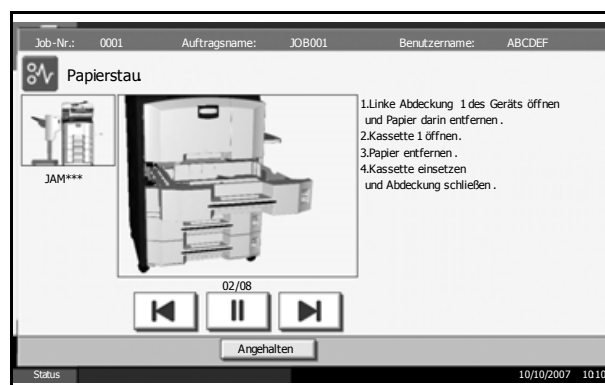 Job-Nr.: 0001 Auftragsname: JOB001 Benutzername: ABCDEF
Papierstau
JAM***
1.Linke Abdeckung 1 des Geräts öffnen
und Papier darin entfernen.
2.Kassette 1 öffnen.
3.Papier entfernen.
4.Kassette einsetzen
und Abdeckung schließen.
02/08
Angehalten
Status 10/10/2007 10:10